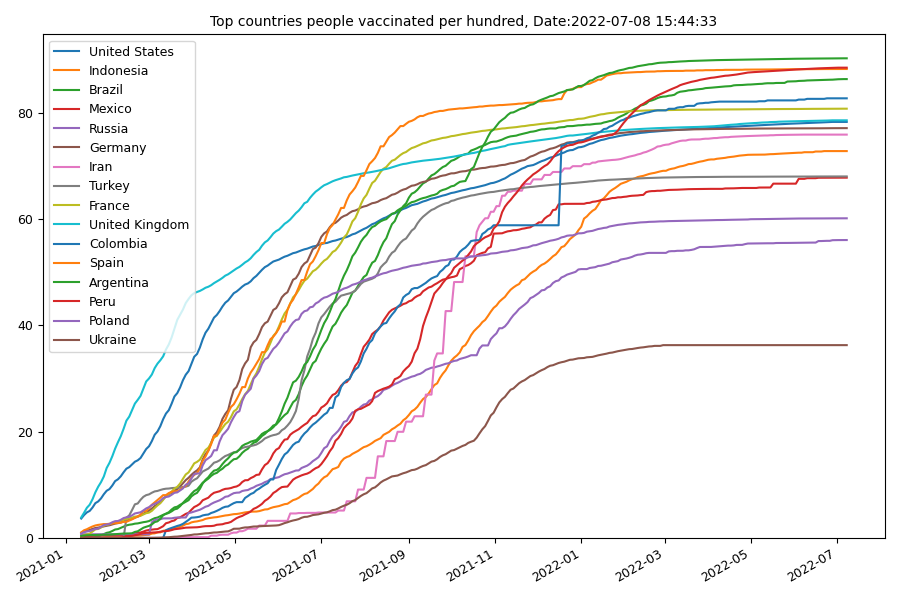 Top countries people vaccinated per hundred, Date:2022-07-08 15:44:33
United States
Indonesia
Brazil
Mexico
Russia
Germany
Iran
Turkey
France
United Kingdom
Colombia
Spain
Argentina
Peru
Poland
Ukraine
80
60
40
20
0
2021-01
2021-03
2021-05
2021-07
2021-09
2021-11
2022-01
2022-03
2022-05
2022-07